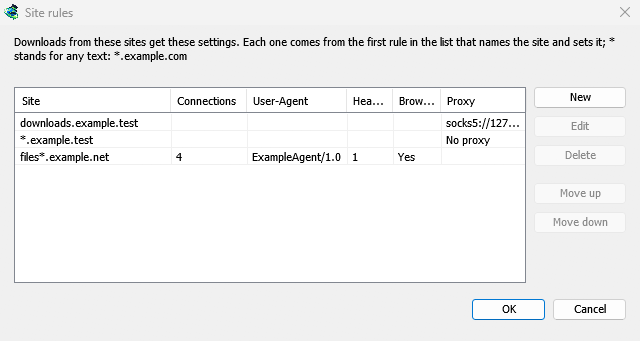 Site rules
Downloads from these sites get these settings. Each one comes from the first rule in the list that names the site and sets it; *
stands for any text: *.example.com
Site Connections User-Agent Hea... Brow... Proxy
downloads.example.test socks5://127...
*.example.test No proxy
files*.example.net 4 ExampleAgent/1.0 1 Yes
New
Edit
Delete
Move up
Move down
OK Cancel